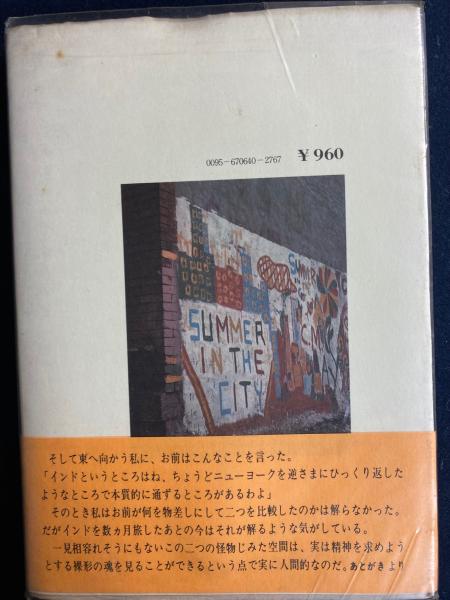 0095-670640-2767 ¥960
SUMMER
IN THE
CITY
そして東へ向かう私に、お前はこんなことを言った。
「インドというところはね、ちょうどニューヨークを逆さまにひっくり返した
ようなところで本質的に通ずるところがあるわよ」
そのとき私はお前が何を物差しにして二つを比較したのかは解らなかった。
だがインドを数ヵ月旅したあとの今はそれが解るような気がしている。
一見相容れそうにもないこの二つの怪物じみた空間は、実は精神を求めよう
とする裸形の魂を見ることができるという点で実に人間的なのだ。あとがきより